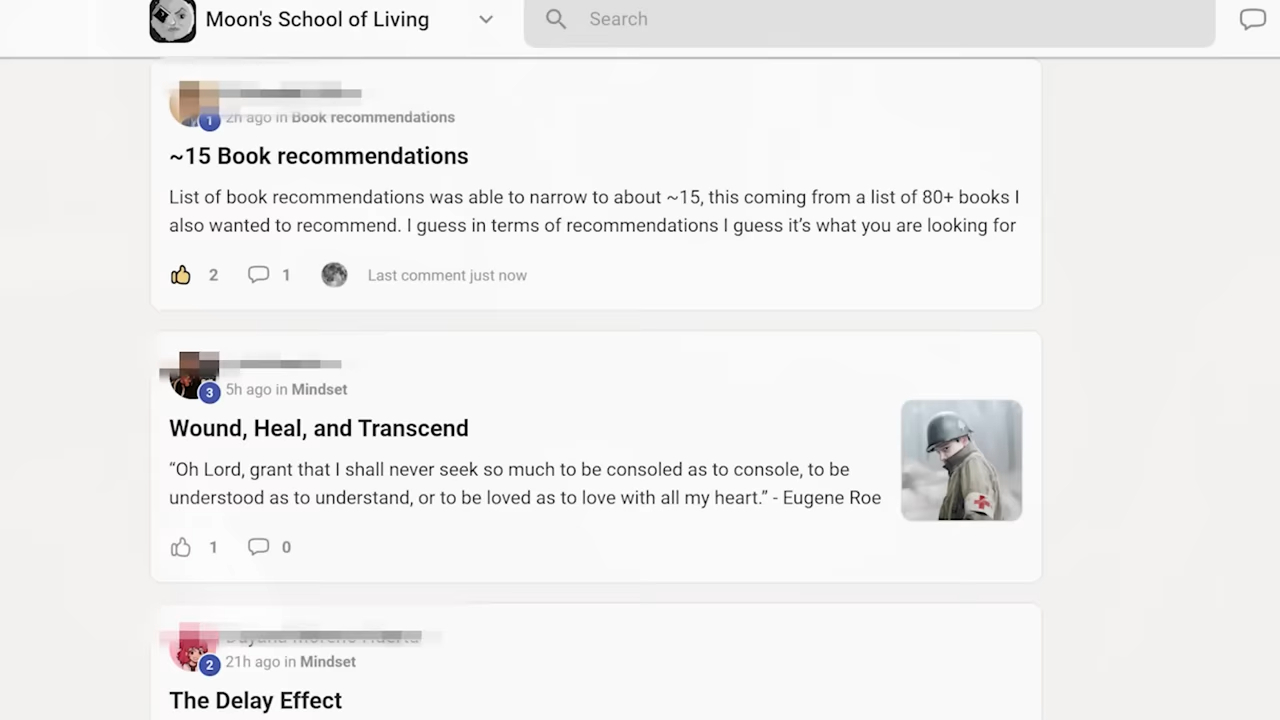 Moon's School of Living
Search
1
2h ago in Book recommendations
~15 Book recommendations
List of book recommendations was able to narrow to about ~15, this coming from a list of 80+ books I
also wanted to recommend. I guess in terms of recommendations I guess it’s what you are looking for
2 1 Last comment just now
3
5h ago in Mindset
Wound, Heal, and Transcend
“Oh Lord, grant that I shall never seek so much to be consoled as to console, to be
understood as to understand, or to be loved as to love with all my heart.” - Eugene Roe
1 0
2
21h ago in Mindset
The Delay Effect